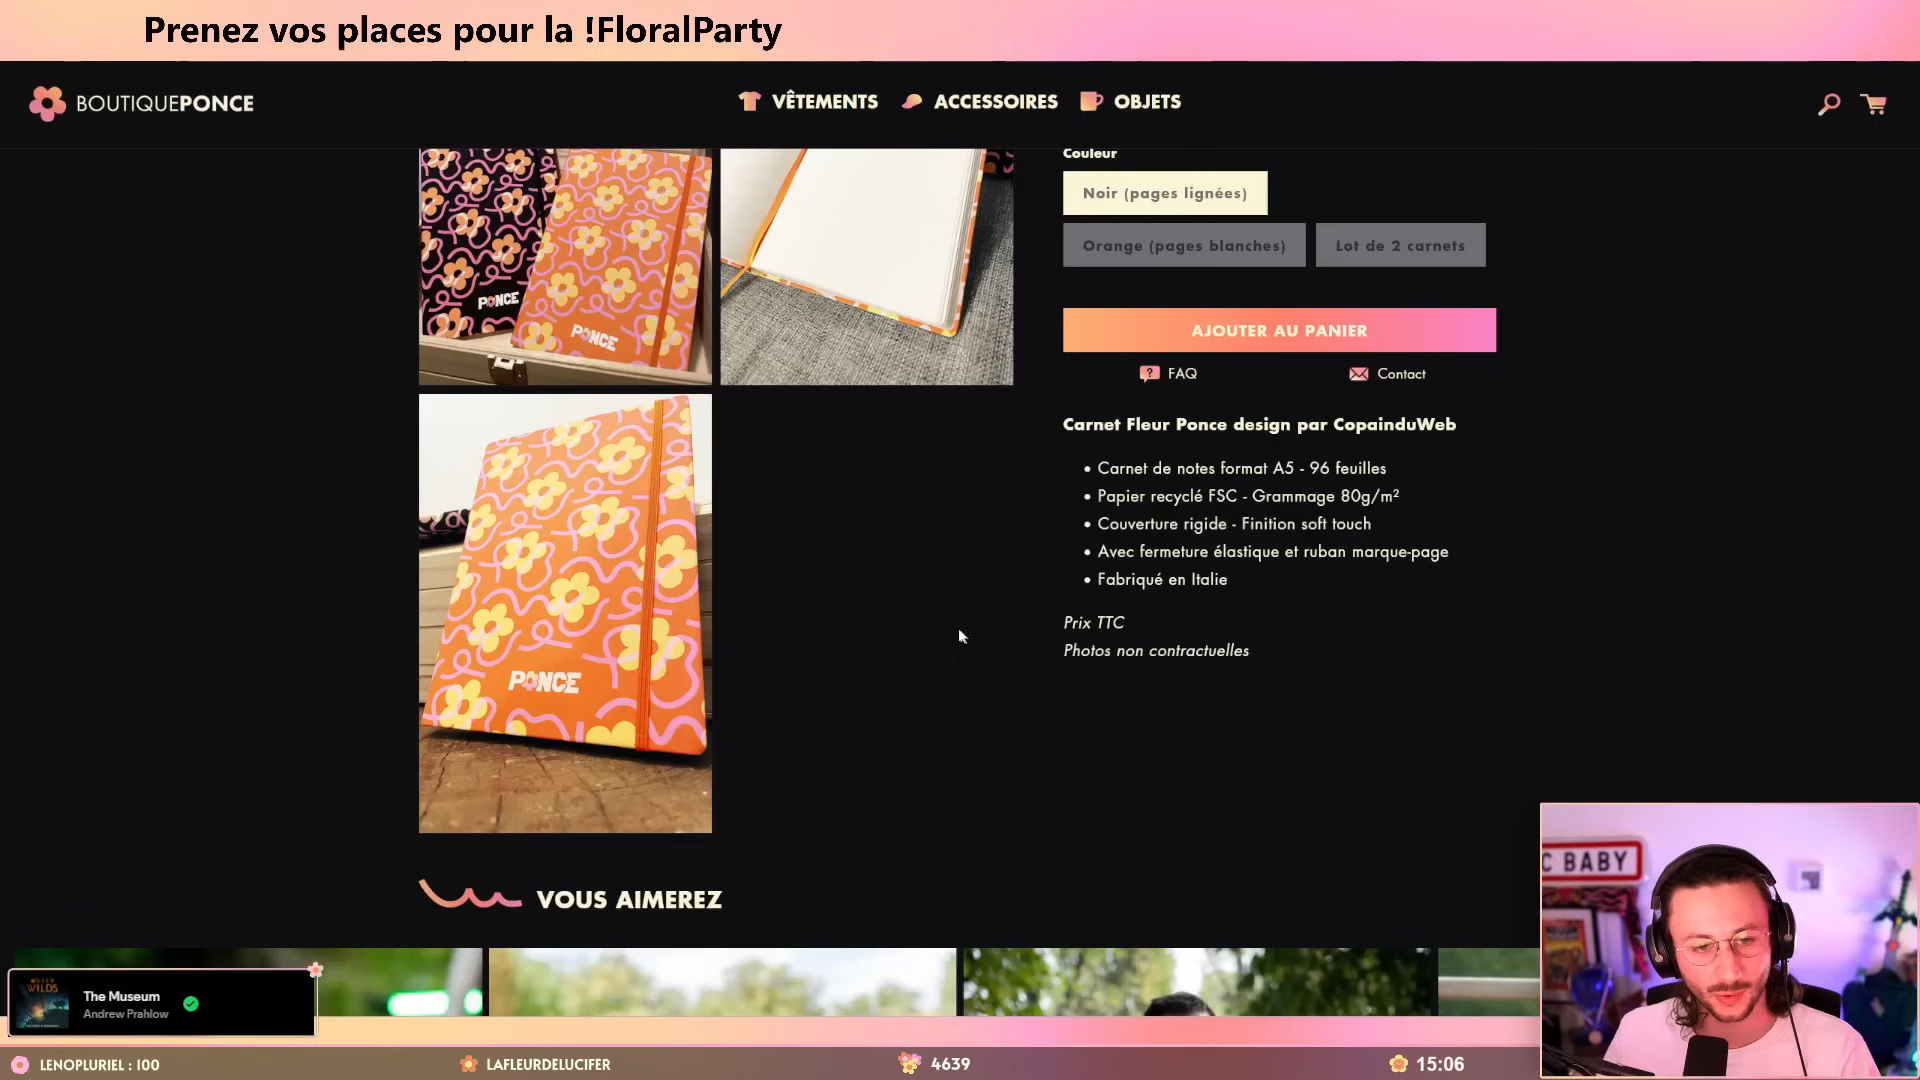 Prenez vos places pour la !FloralParty
BOUTIQUEPONCE
VÊTEMENTS
ACCESSOIRES
OBJETS
Couleur
Noir (pages lignées)
Orange (pages blanches)
Lot de 2 carnets
AJOUTER AU PANIER
FAQ
Contact
PONCE
PONCE
Carnet Fleur Ponce design par CopainduWeb
• Carnet de notes format A5 - 96 feuilles
• Papier recyclé FSC - Grammage 80g/m²
• Couverture rigide - Finition soft touch
• Avec fermeture élastique et ruban marque-page
• Fabriqué en Italie
Prix TTC
Photos non contractuelles
PONCE
VOUS AIMEREZ
C BABY
OUTER
WILDS
The Museum
Andrew Prahlow
LENOPLURIEL : 100
LAFLEURDELUCIFER
4639
15:06